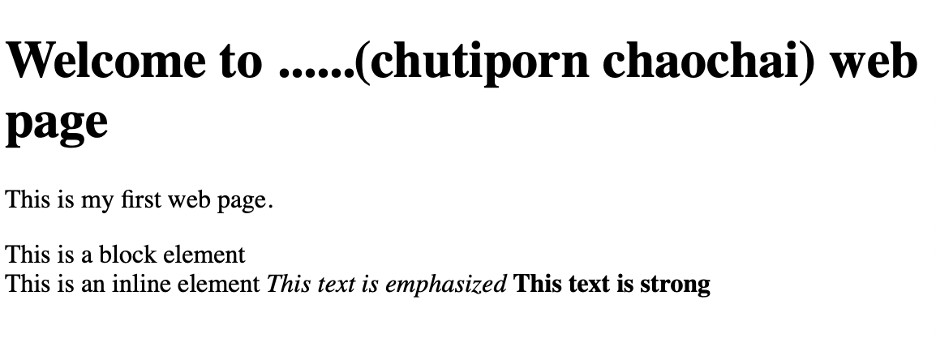 Welcome to ......(chutiporn chaochai) web
page
This is my first web page.
This is a block element
This is an inline element This text is emphasized This text is strong